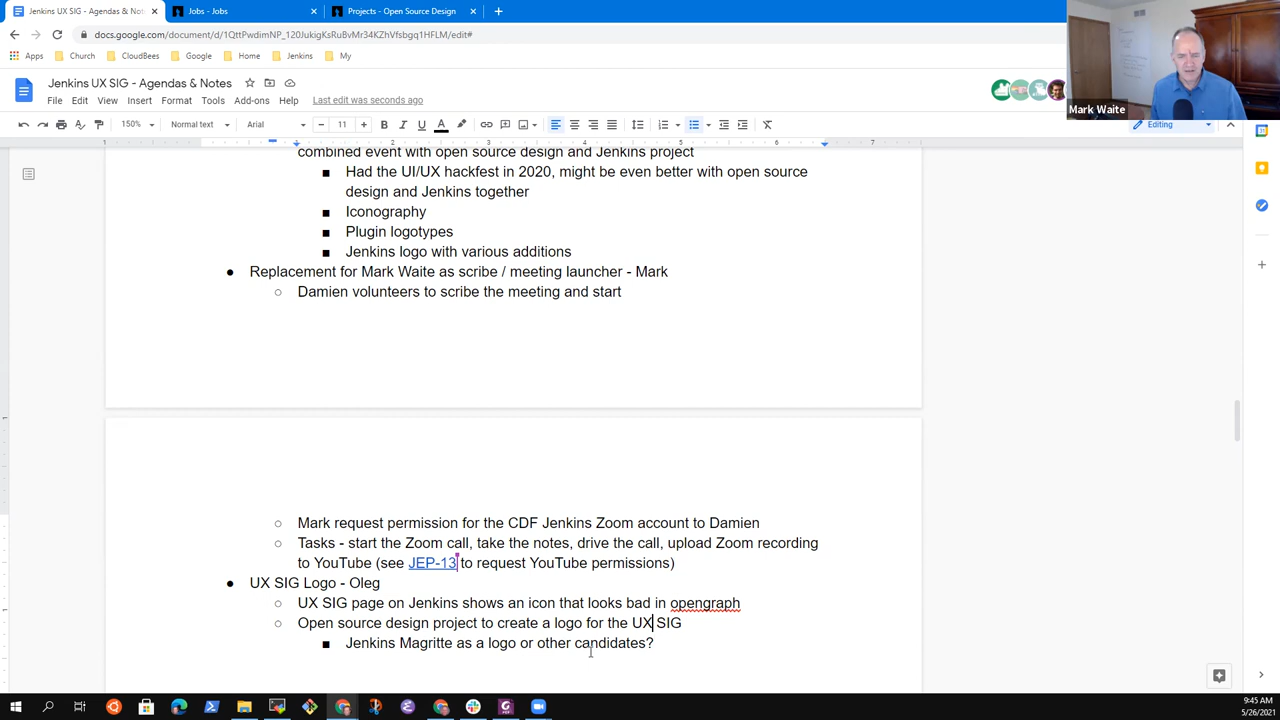 Jenkins UX SIG - Agendas & Not
Jobs - Jobs
Projects - Open Source Design
docs.google.com/document/d/1QttPwdimNP_120JukigKsRuBvMr34KZhVfsbgq1HFLM/edit#
Apps Church CloudBees Google Home Jenkins My
Jenkins UX SIG - Agendas & Notes
File Edit View Insert Format Tools Add-ons Help Last edit was seconds ago
Mark Waite
150% Normal text Arial 11 Editing
1 1 2 3 4 5 6 7
combined event with open source design and Jenkins project
■ Had the UI/UX hackfest in 2020, might be even better with open source
design and Jenkins together
■ Iconography
■ Plugin logotypes
■ Jenkins logo with various additions
● Replacement for Mark Waite as scribe / meeting launcher - Mark
○ Damien volunteers to scribe the meeting and start
○ Mark request permission for the CDF Jenkins Zoom account to Damien
○ Tasks - start the Zoom call, take the notes, drive the call, upload Zoom recording
to YouTube (see JEP-13 to request YouTube permissions)
● UX SIG Logo - Oleg
○ UX SIG page on Jenkins shows an icon that looks bad in opengraph
○ Open source design project to create a logo for the UX SIG
■ Jenkins Magritte as a logo or other candidates?
9:45 AM
5/26/2021